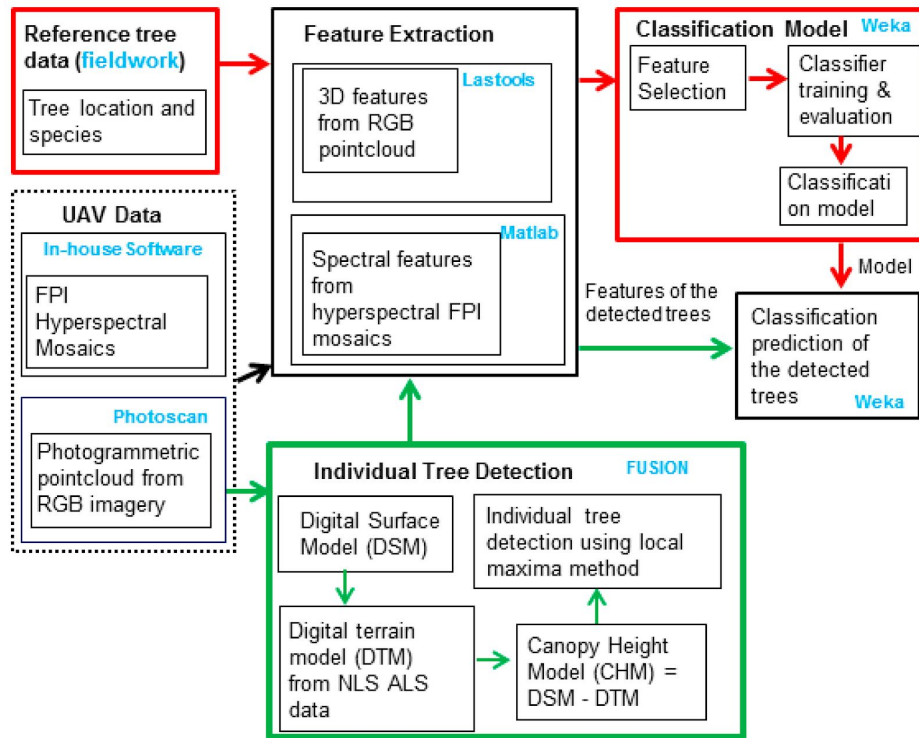 Reference tree
data (fieldwork)
Tree location and
species
UAV Data
In-house Software
FPI
Hyperspectral
Mosaics
Photoscan
Photogrammetric
pointcloud from
RGB imagery
Feature Extraction
Lastools
3D features
from RGB
pointcloud
Matlab
Spectral features
from
hyperspectral FPI
mosaics
Classification Model Weka
Feature
Selection
Classifier
training &
evaluation
Classificati
on model
Model
Features of the
detected trees
Classification
prediction of
the detected
trees
Weka
Individual Tree Detection FUSION
Digital Surface
Model (DSM)
Digital terrain
model (DTM)
from NLS ALS
data
Canopy Height
Model (CHM) =
DSM - DTM
Individual tree
detection using local
maxima method